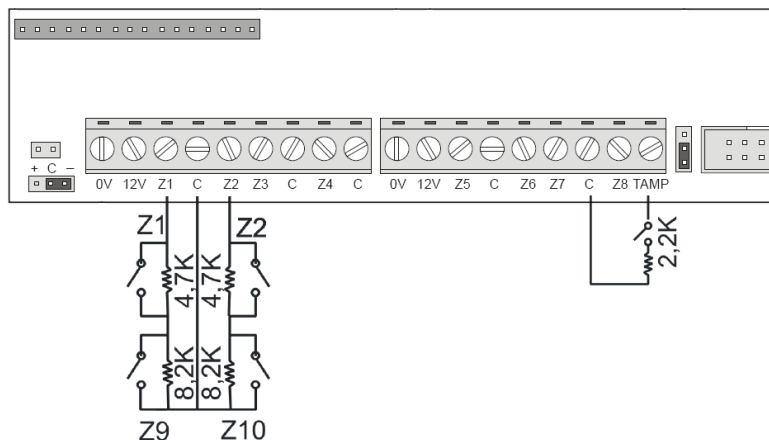 + C −
0V 12V Z1 C Z2 Z3 C Z4 C
0V 12V Z5 C Z6 Z7 C Z8 TAMP
Z1
Z2
4,7K
4,7K
8,2K
8,2K
Z9
Z10
2,2K